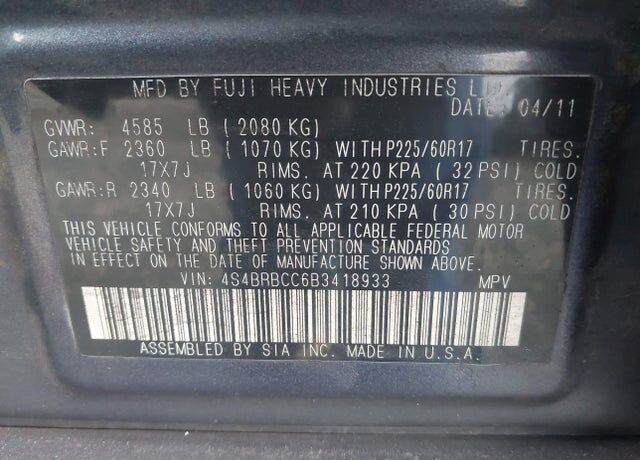 MFD BY FUJI HEAVY INDUSTRIES LTD.
DATE: 04/11
GVWR: 4585 LB ( 2080 KG)
GAWR:F 2360 LB ( 1070 KG) WITH P225/60R17 TIRES.
17X7J RIMS. AT 220 KPA ( 32 PSI) COLD
GAWR:R 2340 LB ( 1060 KG) WITH P225/60R17 TIRES.
17X7J RIMS. AT 210 KPA ( 30 PSI) COLD
THIS VEHICLE CONFORMS TO ALL APPLICABLE FEDERAL MOTOR
VEHICLE SAFETY AND THEFT PREVENTION STANDARDS
IN EFFECT ON THE DATE OF MANUFACTURE SHOWN ABOVE.
VIN: 4S4BRBCC6B3418933 MPV
ASSEMBLED BY SIA INC. MADE IN U.S.A.